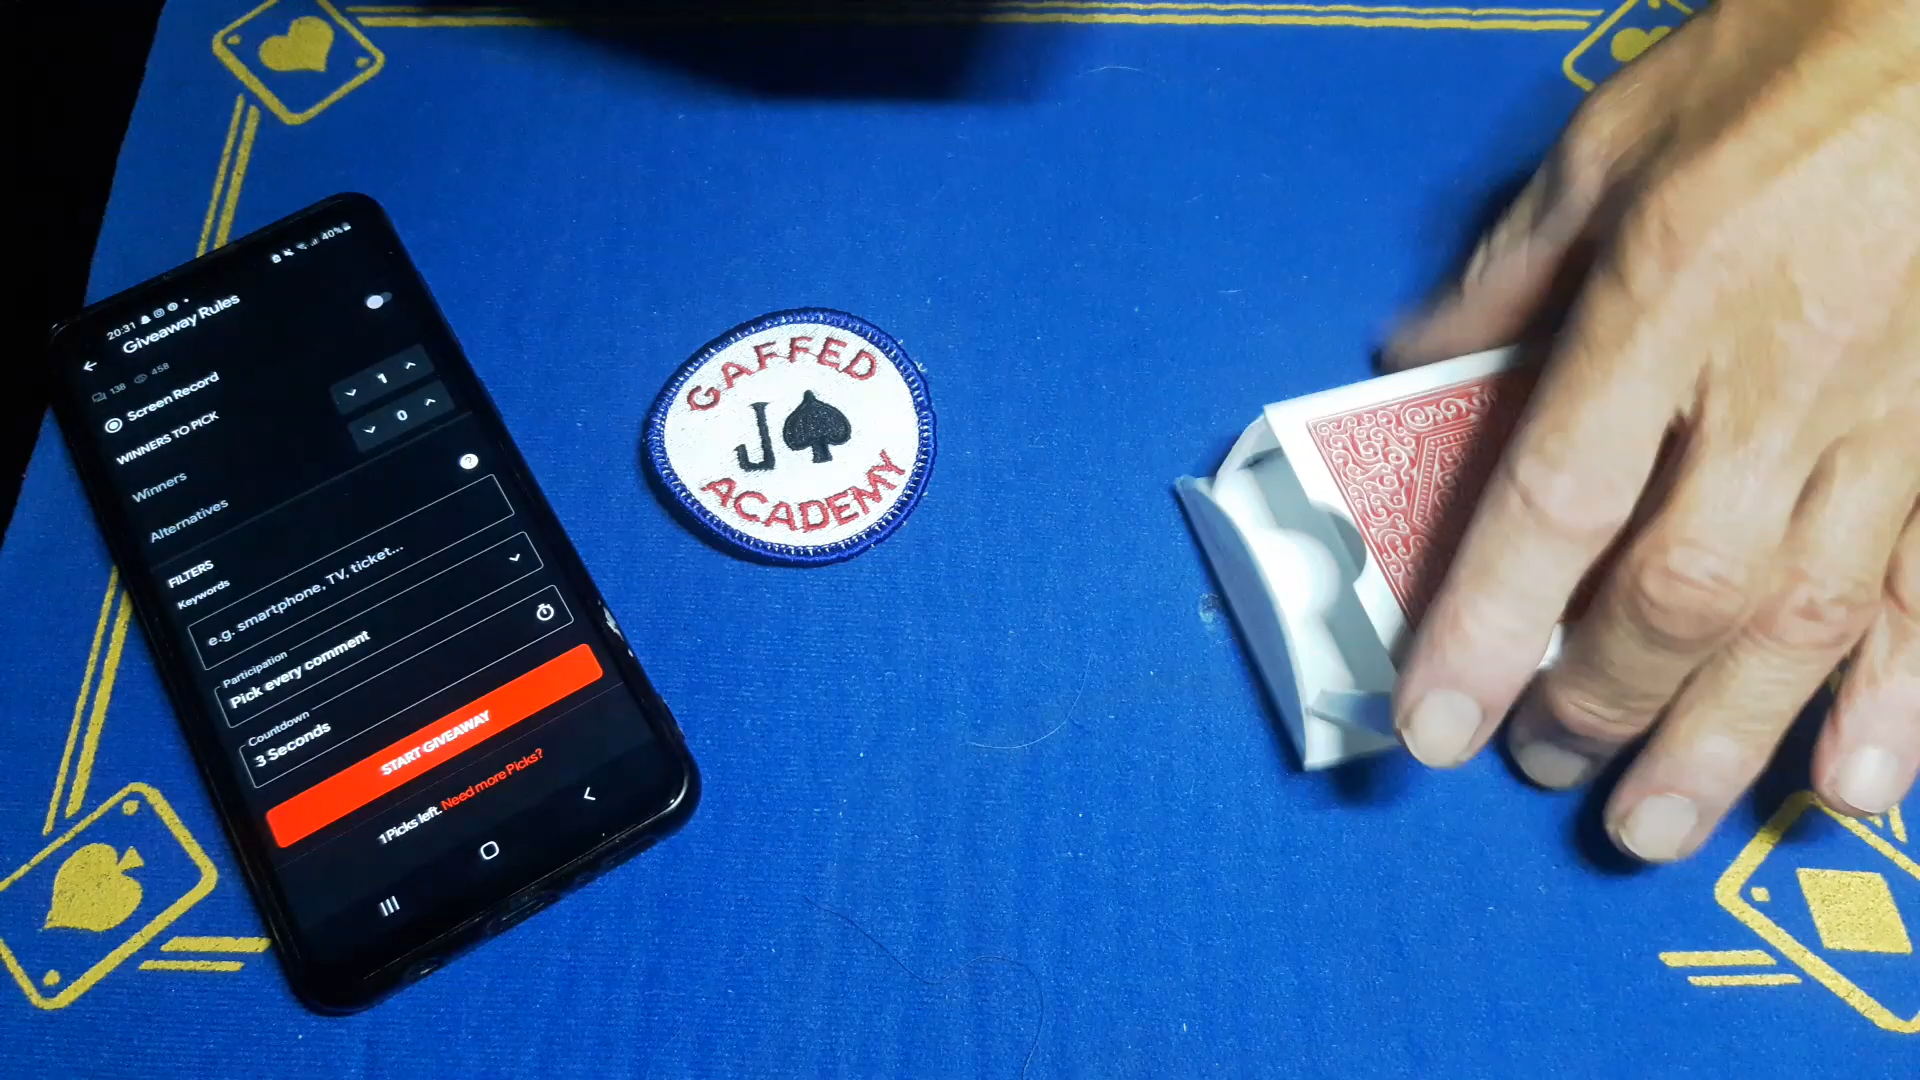 20:31
40%
Giveaway Rules
138 458
Screen Record
WINNERS TO PICK
Winners
1
Alternatives
0
FILTERS
Keywords
e.g. smartphone, TV, ticket...
Participation
Pick every comment
Countdown
3 Seconds
START GIVEAWAY
1 Picks left. Need more Picks?
GAFFED
J
ACADEMY